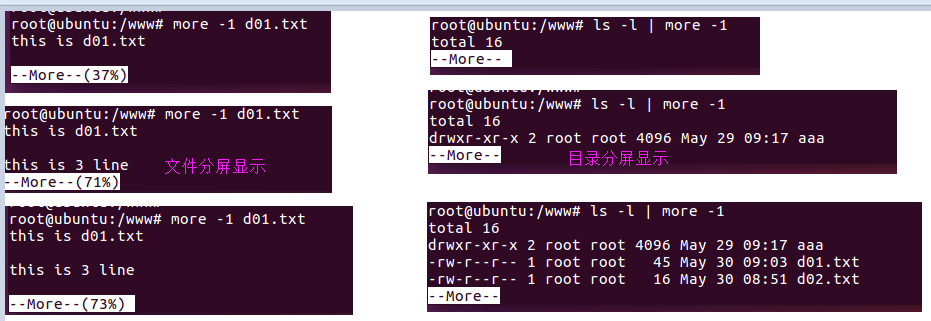 root@ubuntu:/www# more -1 d01.txt
this is d01.txt
--More--(37%)
root@ubuntu:/www# more -1 d01.txt
this is d01.txt
this is 3 line
文件分屏显示
--More--(71%)
root@ubuntu:/www# more -1 d01.txt
this is d01.txt
this is 3 line
--More--(73%)
root@ubuntu:/www# ls -l | more -1
total 16
--More--
root@ubuntu:/www# ls -l | more -1
total 16
drwxr-xr-x 2 root root 4096 May 29 09:17 aaa
--More--
目录分屏显示
root@ubuntu:/www# ls -l | more -1
total 16
drwxr-xr-x 2 root root 4096 May 29 09:17 aaa
-rw-r--r-- 1 root root   45 May 30 09:03 d01.txt
-rw-r--r-- 1 root root   16 May 30 08:51 d02.txt
--More--